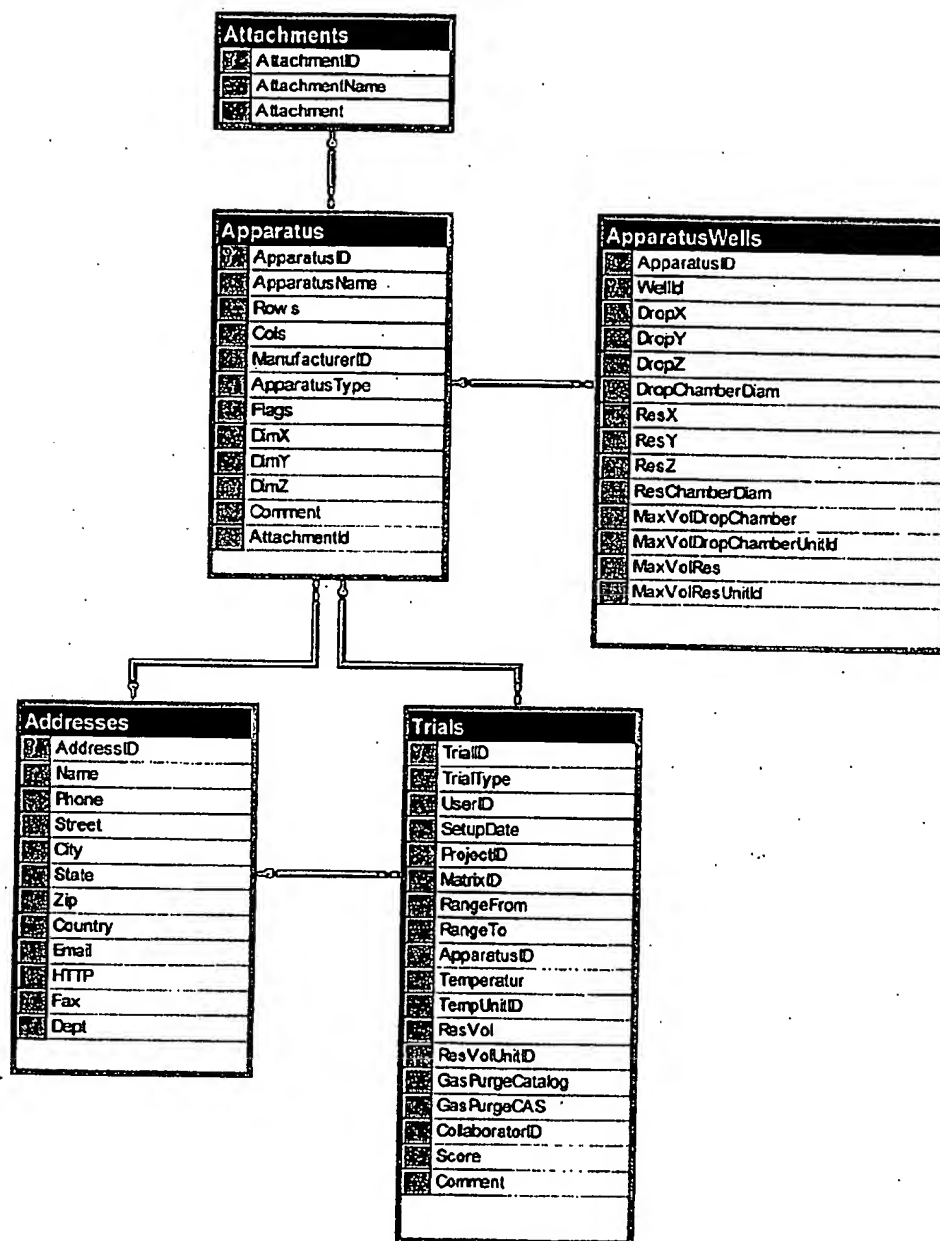 Attachments
AttachmentID
AttachmentName
Attachment
Apparatus
ApparatusID
ApparatusName
Rows
Cols
ManufacturerID
ApparatusType
Flags
DimX
DimY
DimZ
Comment
AttachmentId
ApparatusWells
ApparatusID
WellId
DropX
DropY
DropZ
DropChamberDiam
ResX
ResY
ResZ
ResChamberDiam
MaxVolDropChamber
MaxVolDropChamberUnitId
MaxVolRes
MaxVolResUnitId
Addresses
AddressID
Name
Phone
Street
City
State
Zip
Country
Email
HTTP
Fax
Dept
Trials
TrialID
TrialType
UserID
SetupDate
ProjectID
MatrixID
RangeFrom
RangeTo
ApparatusID
Temperatur
TempUnitID
ResVol
ResVolUnitID
GasPurgeCatalog
GasPurgeCAS
CollaboratorID
Score
Comment